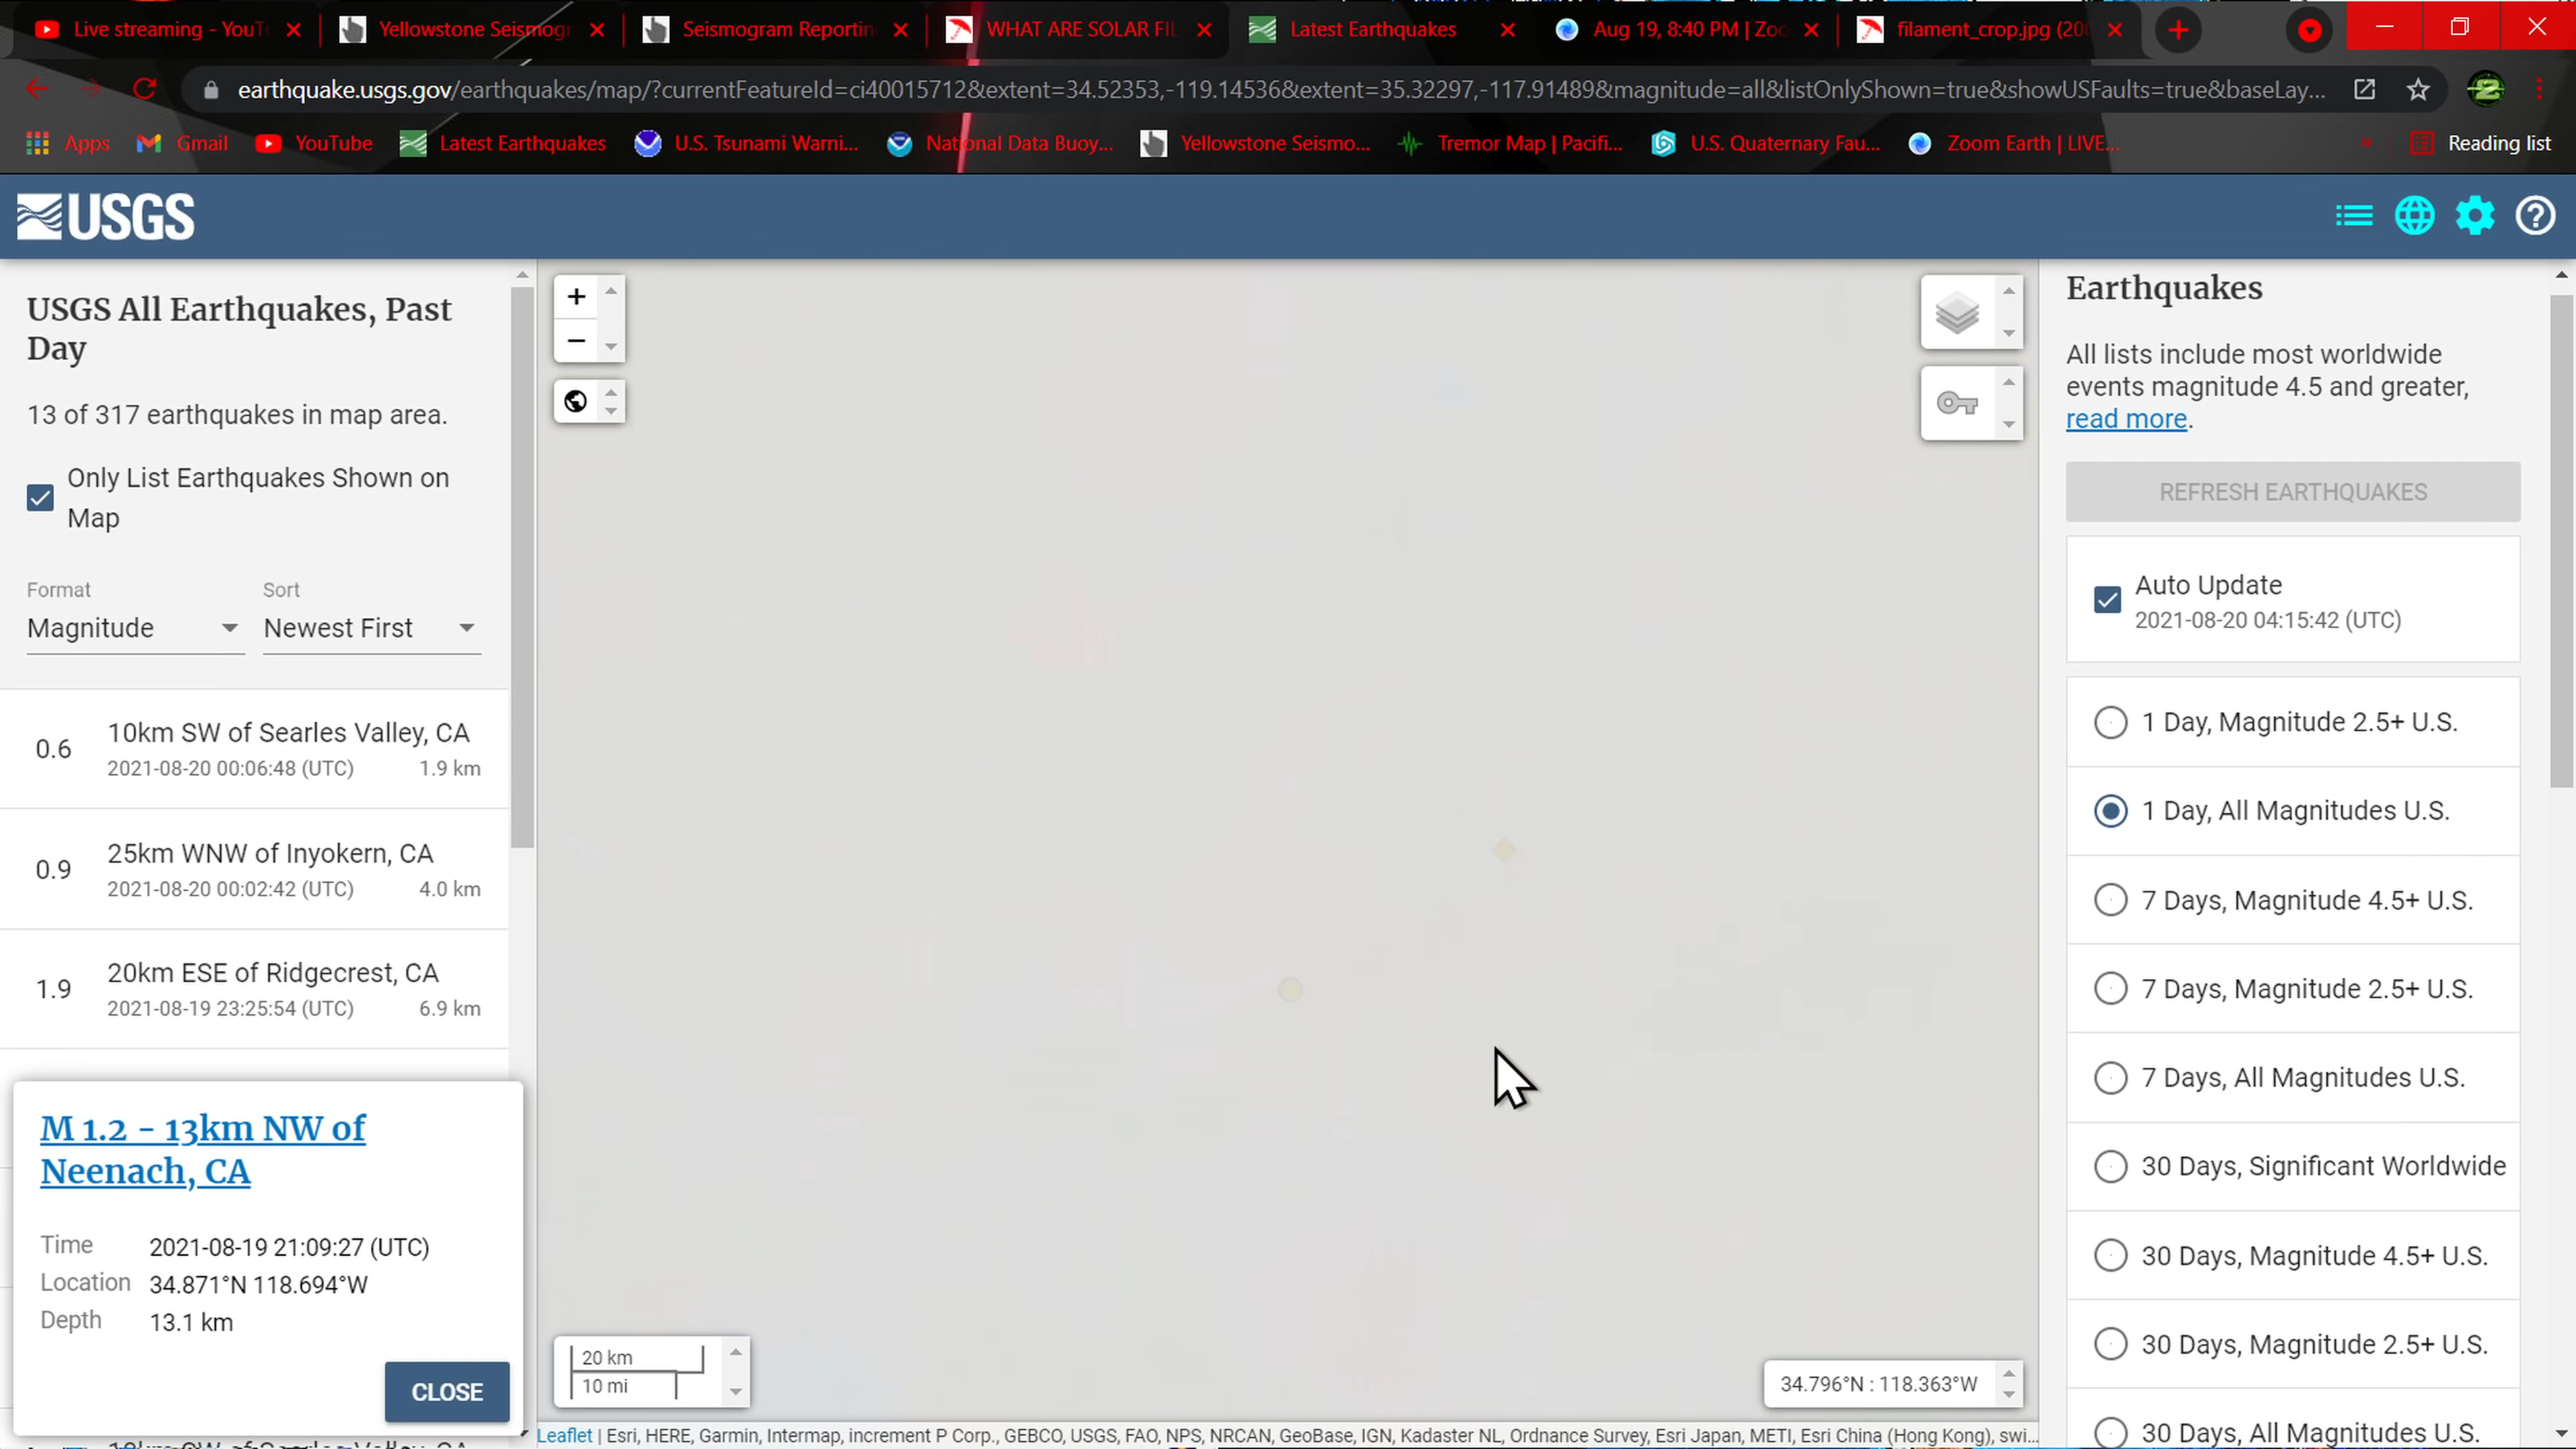 Live streaming - YouT
Yellowstone Seismogr
Seismogram Reportin
WHAT ARE SOLAR FIL
Latest Earthquakes
Aug 19, 8:40 PM | Zoo
filament_crop.jpg (20
earthquake.usgs.gov/earthquakes/map/?currentFeatureId=ci40015712&extent=34.52353,-119.14536&extent=35.32297,-117.91489&magnitude=all&listOnlyShown=true&showUSFaults=true&baseLay...
Apps
Gmail
YouTube
Latest Earthquakes
U.S. Tsunami Warni...
National Data Buoy...
Yellowstone Seismo...
Tremor Map | Pacifi...
U.S. Quaternary Fau...
Zoom Earth | LIVE...
Reading list
USGS
USGS All Earthquakes, Past
Day
13 of 317 earthquakes in map area.
Only List Earthquakes Shown on
Map
Format
Sort
Magnitude
Newest First
0.6
10km SW of Searles Valley, CA
2021-08-20 00:06:48 (UTC)
1.9 km
0.9
25km WNW of Inyokern, CA
2021-08-20 00:02:42 (UTC)
4.0 km
1.9
20km ESE of Ridgecrest, CA
2021-08-19 23:25:54 (UTC)
6.9 km
M 1.2 - 13km NW of
Neenach, CA
Time 2021-08-19 21:09:27 (UTC)
Location 34.871°N 118.694°W
Depth 13.1 km
CLOSE
+
−
20 km
10 mi
34.796°N : 118.363°W
Leaflet | Esri, HERE, Garmin, Intermap, increment P Corp., GEBCO, USGS, FAO, NPS, NRCAN, GeoBase, IGN, Kadaster NL, Ordnance Survey, Esri Japan, METI, Esri China (Hong Kong), swi...
Earthquakes
All lists include most worldwide
events magnitude 4.5 and greater,
read more.
REFRESH EARTHQUAKES
Auto Update
2021-08-20 04:15:42 (UTC)
1 Day, Magnitude 2.5+ U.S.
1 Day, All Magnitudes U.S.
7 Days, Magnitude 4.5+ U.S.
7 Days, Magnitude 2.5+ U.S.
7 Days, All Magnitudes U.S.
30 Days, Significant Worldwide
30 Days, Magnitude 4.5+ U.S.
30 Days, Magnitude 2.5+ U.S.
30 Days, All Magnitudes U.S.